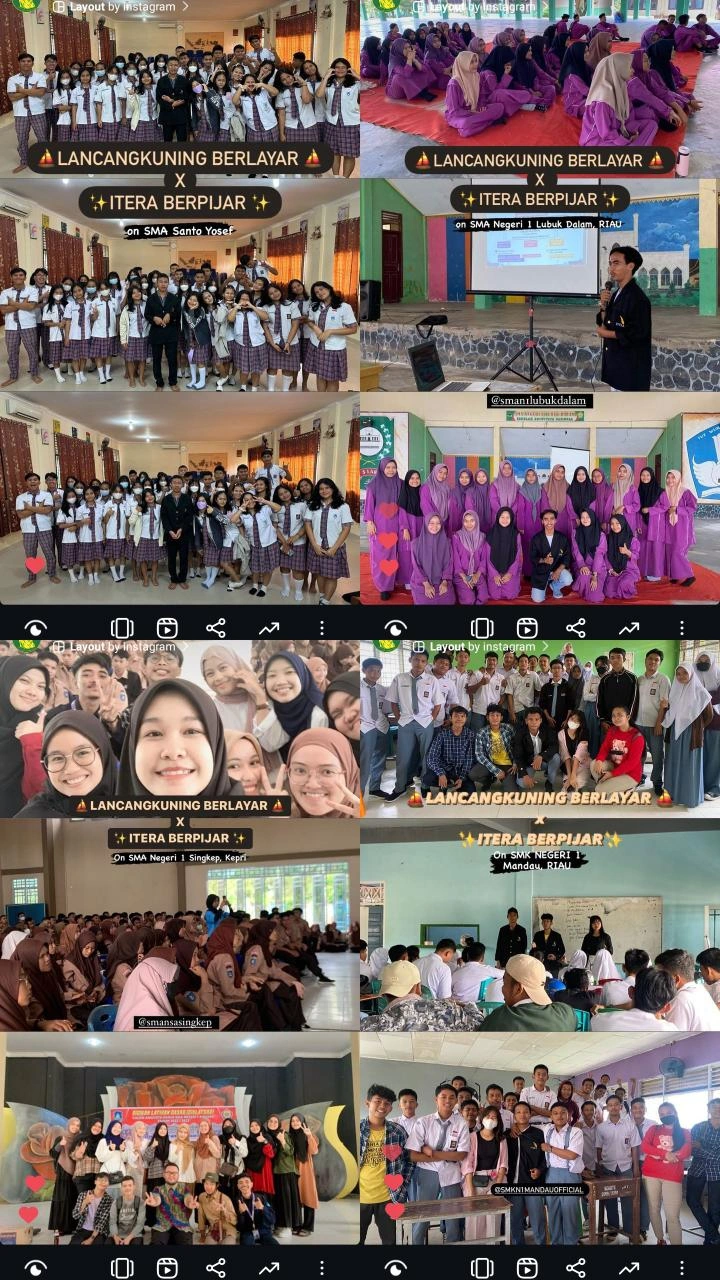 Layout by Instagram
⛵LANCANGKUNING BERLAYAR ⛵
X
✨ITERA BERPIJAR ✨
on SMA Santo Yosef
Layout by Instagram
⛵LANCANGKUNING BERLAYAR ⛵
X
✨ITERA BERPIJAR ✨
on SMA Negeri 1 Lubuk Dalam, RIAU
@sman1lubukdalam
Layout by Instagram
⛵LANCANGKUNING BERLAYAR ⛵
X
✨ ITERA BERPIJAR ✨
On SMA Negeri 1 Singkep, Kepri
@smansasingkep
Layout by Instagram
⛵LANCANGKUNING BERLAYAR ⛵
X
✨ITERA BERPIJAR✨
On SMK NEGERI 1
Mandau, RIAU
@SMKN1MANDAUOFFICIAL